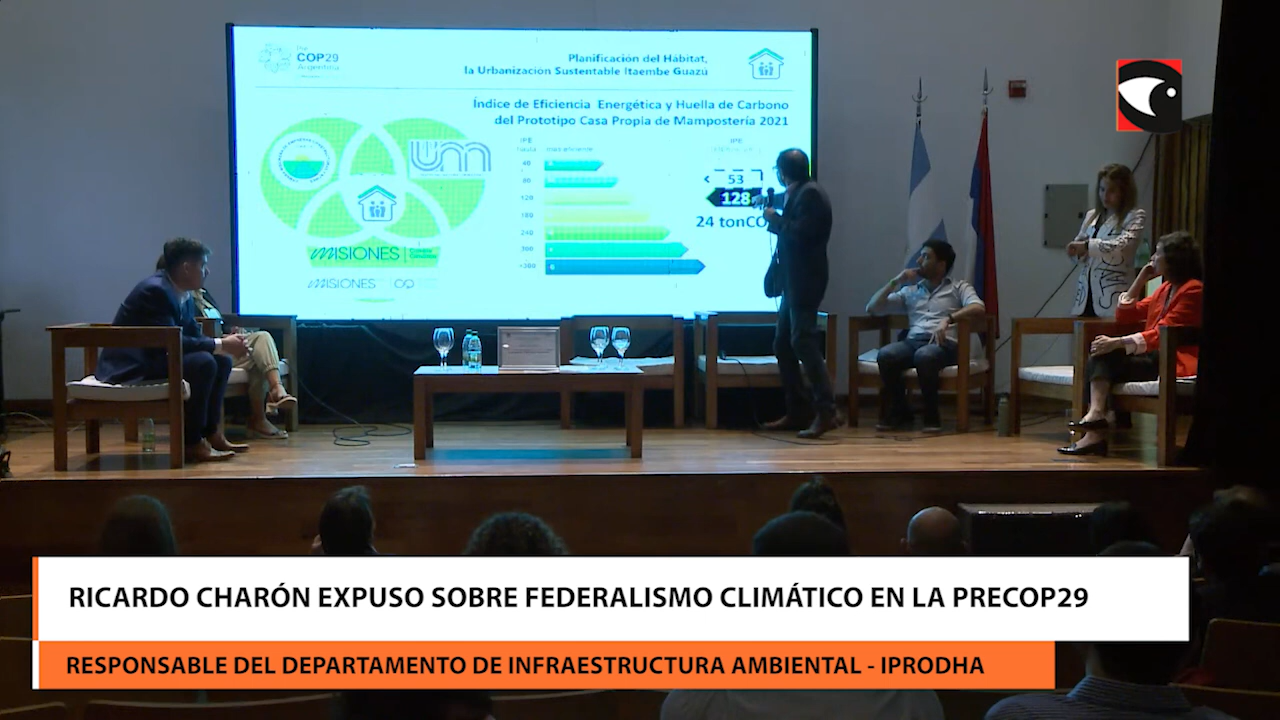 Pre
COP29
Argentina
Planificación del Hábitat,
la Urbanización Sustentable Itaembe Guazú
Índice de Eficiencia Energética y Huella de Carbono
del Prototipo Casa Propia de Mampostería 2021
53
128
24 tonCO
MISIONES
MISIONES
RICARDO CHARÓN EXPUSO SOBRE FEDERALISMO CLIMÁTICO EN LA PRECOP29
RESPONSABLE DEL DEPARTAMENTO DE INFRAESTRUCTURA AMBIENTAL - IPRODHA